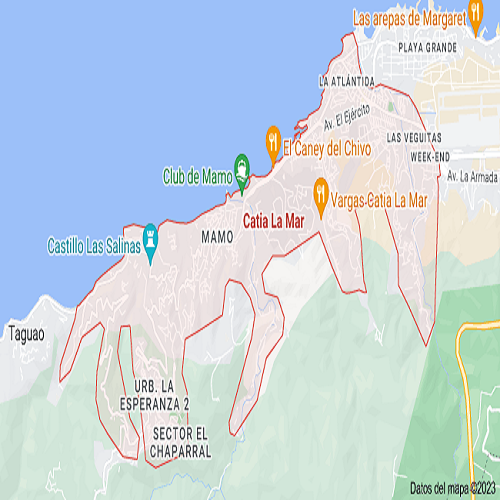 Las arepas de Margaret
PLAYA GRANDE
LA ATLÁNTIDA
Av. El Ejército
LAS VEGUITAS
WEEK-END
El Caney del Chivo
Av. La Armada
Club de Mamo
Vargas-Catia La Mar
Catia La Mar
MAMO
Castillo Las Salinas
Taguao
URB. LA
ESPERANZA 2
SECTOR EL
CHAPARRAL
Datos del mapa ©2023